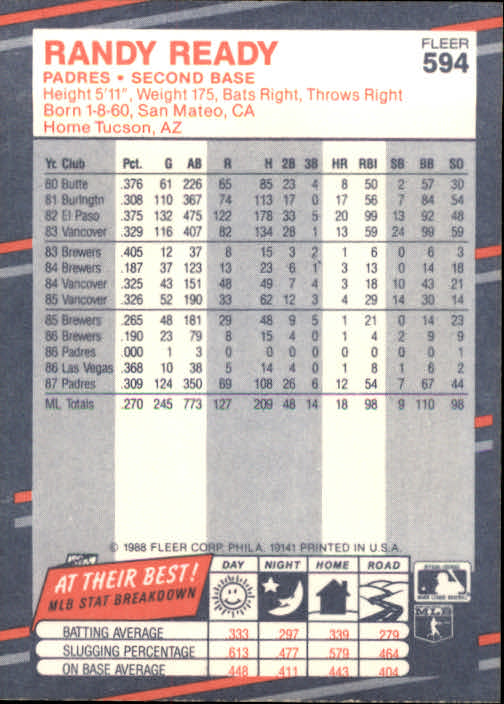 RANDY READY
FLEER
594
PADRES • SECOND BASE
Height 5'11", Weight 175, Bats Right, Throws Right
Born 1-8-60, San Mateo, CA
Home Tucson, AZ
Yr. Club Pct. G AB R H 2B 3B HR RBI SB BB SO
80 Butte .376 61 226 65 85 23 4 8 50 2 57 30
81 Burlngtn .308 110 367 74 113 17 0 17 56 7 84 54
82 El Paso .375 132 475 122 178 33 5 20 99 13 92 48
83 Vancover .329 116 407 82 134 28 1 13 59 24 99 59
83 Brewers .405 12 37 8 15 3 2 1 6 0 6 3
84 Brewers .187 37 123 13 23 6 1 3 13 0 14 18
84 Vancover .325 43 151 48 49 7 4 3 18 10 43 21
85 Vancover .326 52 190 33 62 12 3 4 29 14 30 14
85 Brewers .265 48 181 29 48 9 5 1 21 0 14 23
86 Brewers .190 23 79 8 15 4 0 1 4 2 9 9
86 Padres .000 1 3 0 0 0 0 0 0 0 0 1
86 Las Vegas .368 10 38 5 14 4 0 1 8 1 6 2
87 Padres .309 124 350 69 108 26 6 12 54 7 67 44
ML Totals .270 245 773 127 209 48 14 18 98 9 110 98
© 1988 FLEER CORP. PHILA. 19141 PRINTED IN U.S.A.
AT THEIR BEST!
MLB STAT BREAKDOWN
DAY NIGHT HOME ROAD
BATTING AVERAGE 333 297 339 279
SLUGGING PERCENTAGE 613 .477 579 464
ON BASE AVERAGE .448 .411 .443 404